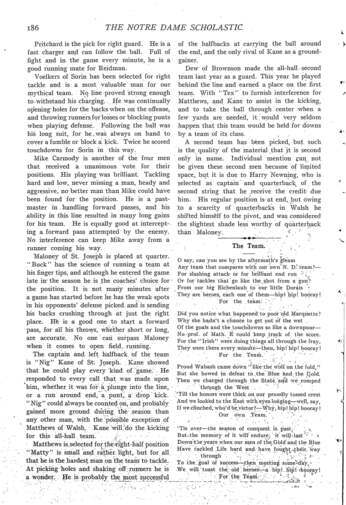 186 THE NOTRE DAME SCHOLASTIC.
Pritchard is the pick for right guard. He is a
fast charger and can follow the ball. Full of
fight and in the game every minute, he is a
good running mate for Reidman.
Voelkers of Sorin has been selected for right
tackle and is a most valuable man for our
mythical team. No line proved strong enough
to withstand his charging. He was continually
opening holes for the backs when on the offense,
and throwing runners for losses or blocking punts
when playing defense. Following the ball was
his long suit, for he was always on hand to
cover a fumble or block a kick. Twice he scored
touchdowns for Sorin in this way.
Mike Carmody is another of the four men
that received a unanimous vote for their
positions. His playing was brilliant. Tackling
hard and low, never missing a man, heady and
aggressive, no better man than Mike could have
been found for the position. He is a past-
master in handling forward passes, and his
ability in this line resulted in many long gains
for his team. He is equally good at intercept-
ing a forward pass attempted by the enemy.
No interference can keep Mike away from a
runner coming his way.
Maloney of St. Joseph is placed at quarter.
"Buck" has the science of running a team at
his finger tips, and although he entered the game
late in the season he is the coaches' choice for
the position. It is not many minutes after
a game has started before he has the weak spots
in his opponents' defense picked and is sending
his backs crushing through at just the right
place. He is a good one to start a forward
pass, for all his throws, whether short or long,
are accurate. No one can surpass Maloney
when it comes to open field running.
The captain and left halfback of the team
is "Nig" Kane of St. Joseph. Kane showed
that he could play every kind of game. He
responded to every call that was made upon
him, whether it was for a plunge into the line,
or a run around end, a punt, a drop kick.
"Nig" could always be counted on, and probably
gained more ground during the season than
any other man, with the possible exception of
Matthews of Walsh. Kane will do the kicking
for this all-hall team.
Matthews is selected for the right-half position
"Matty" is small and rather light, but for all
that he is the hardest man on the team to tackle.
At picking holes and shaking off runners he is
a wonder. He is probably the most successful
of the halfbacks at carrying the ball around
the end, and the only rival of Kane as a ground-
gainer.
Dew of Brownson made the all-hall second
team last year as a guard. This year he played
behind the line and earned a place on the first
team. With "Tex" to furnish interference for
Matthews, and Kane to assist in the kicking,
and to take the ball through center when a
few yards are needed, it would very seldom
happen that this team would be held for downs
by a team of its class.
A second team has been picked, but such
is the quality of the material that it is second
only in name. Individual mention can not
be given these second men because of limited
space, but it is due to Harry Newning, who is
selected as captain and quarterback, of the
second string that he receive the credit due
him. His regular position is at end, but owing
to a scarcity of quarterbacks in Walsh he
shifted himself to the pivot, and was considered
the slightest shade less worthy of quarterback
than Maloney.
The Team.
O say, can you see by the aftermath's gleam
Any team that compares with our own N. D. team?—
For slashing attack or for brilliant end run
Or for tackles that go like the shot from a gun?
From our big Eichenlaub to our little Dorais
They are heroes, each one of them—hip! hip! hooray!
For the team.
Did you notice what happened to poor old Marquette?
Why she hadn't a chance to get out of the wet
Of the goals and the touchdowns so like a downpour—
No prof. of Math. E could keep track of the score.
For the "Irish" were doing things all through the fray,
They won them every minute—then, hip! hip! hooray!
For the Team.
Proud Wabash came down "like the wolf on the fold,"
But she bowed in defeat to the Blue and the Gold;
Then we charged through the State and we romped
through the West
'Till the honors were thick on our proudly tossed crest
And we looked to the East with eyes longing—well, say,
If we clinched, who'd be victor?—Why, hip! hip! hooray!
Our own Team.
'Tis over—the season of conquest is past
But the memory of it will endure, it will last
Down the years when our sons of the Gold and the Blue
Have tackled Life hard and have fought their way
through
To the goal of success—then meeting some day,
We will toast the old heroes—a hip! hip! hooray!
For the Team.